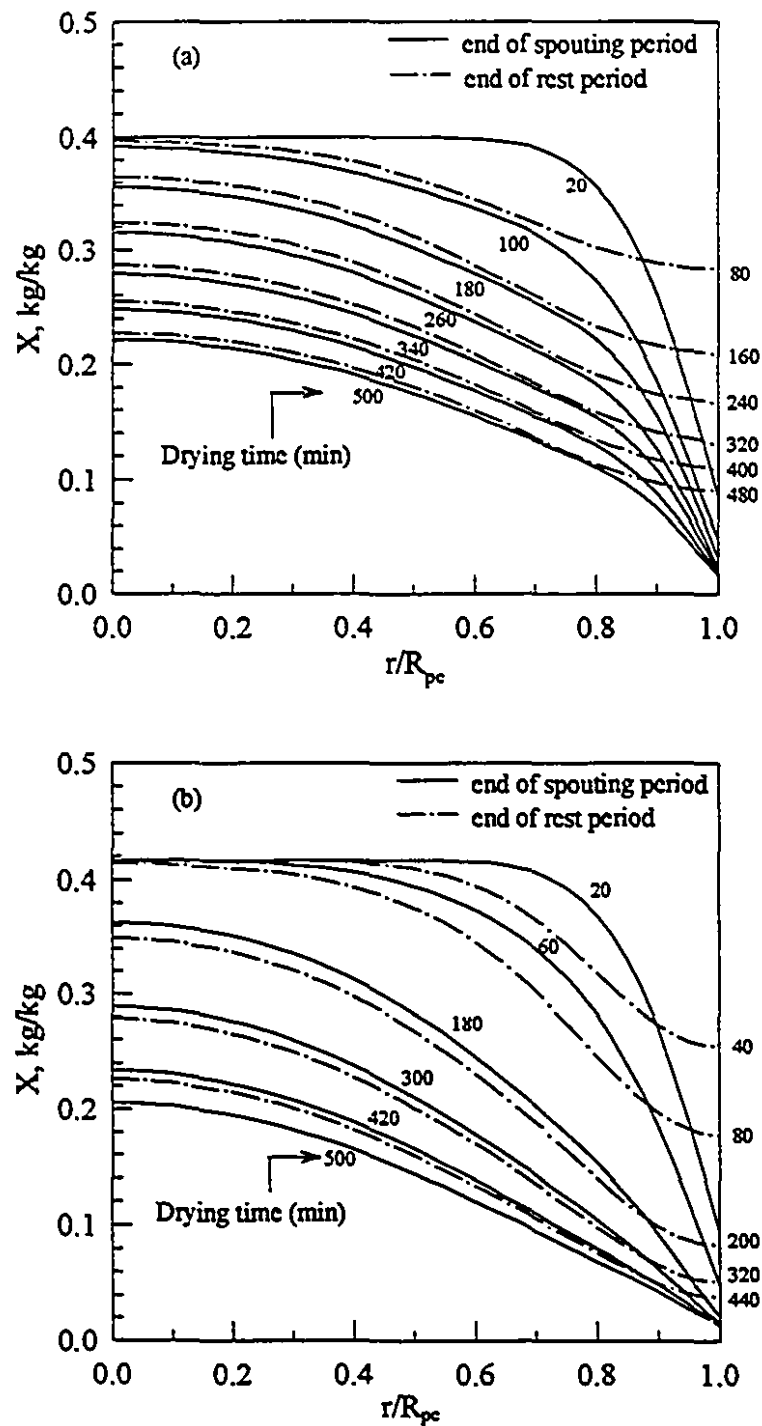 0.5
(a)
end of spouting period
end of rest period
0.4
20
100
80
0.3
180
160
260
240
0.2
340
320
420
400
500
480
Drying time (min)
0.1
0.0
X, kg/kg
0.0 0.2 0.4 0.6 0.8 1.0
r/Rpc
0.5
(b)
end of spouting period
end of rest period
0.4
20
60
0.3
40
180
80
300
0.2
420
500
200
Drying time (min)
320
0.1
440
0.0
X, kg/kg
0.0 0.2 0.4 0.6 0.8 1.0
r/Rpc